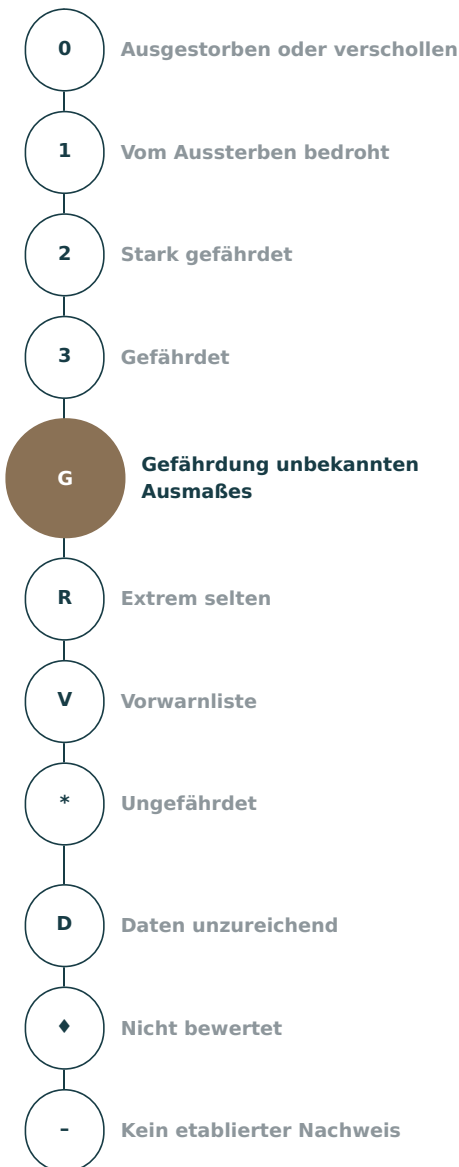 0 Ausgestorben oder verschollen
1 Vom Aussterben bedroht
2 Stark gefährdet
3 Gefährdet
G Gefährdung unbekannten
Ausmaßes
R Extrem selten
V Vorwarnliste
* Ungefährdet
D Daten unzureichend
♦ Nicht bewertet
– Kein etablierter Nachweis